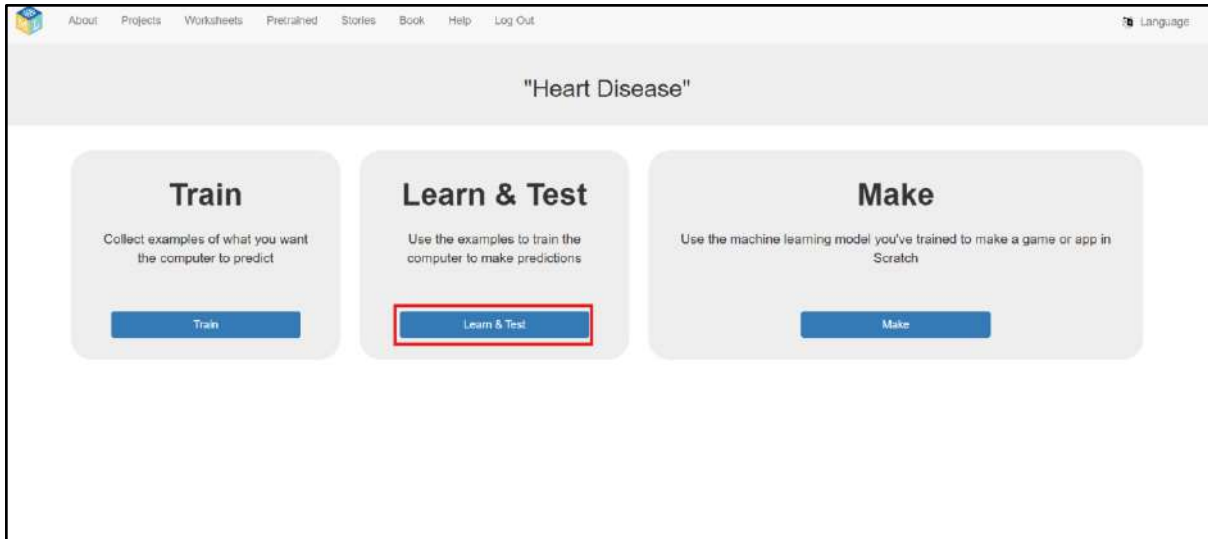 About Projects Worksheets Pretrained Stories Book Help Log Out Language
"Heart Disease"
Train
Collect examples of what you want
the computer to predict
Train
Learn & Test
Use the examples to train the
computer to make predictions
Learn & Test
Make
Use the machine learning model you've trained to make a game or app in
Scratch
Make